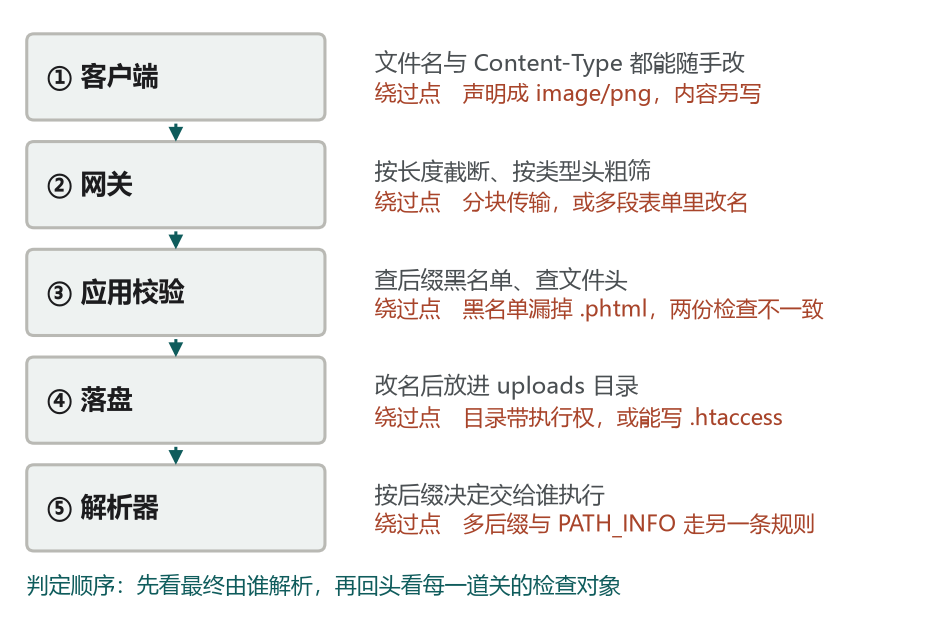 ① 客户端
文件名与 Content-Type 都能随手改
绕过点 声明成 image/png，内容另写
② 网关
按长度截断、按类型头粗筛
绕过点 分块传输，或多段表单里改名
③ 应用校验
查后缀黑名单、查文件头
绕过点 黑名单漏掉 .phtml，两份检查不一致
④ 落盘
改名后放进 uploads 目录
绕过点 目录带执行权，或能写 .htaccess
⑤ 解析器
按后缀决定交给谁执行
绕过点 多后缀与 PATH_INFO 走另一条规则
判定顺序：先看最终由谁解析，再回头看每一道关的检查对象